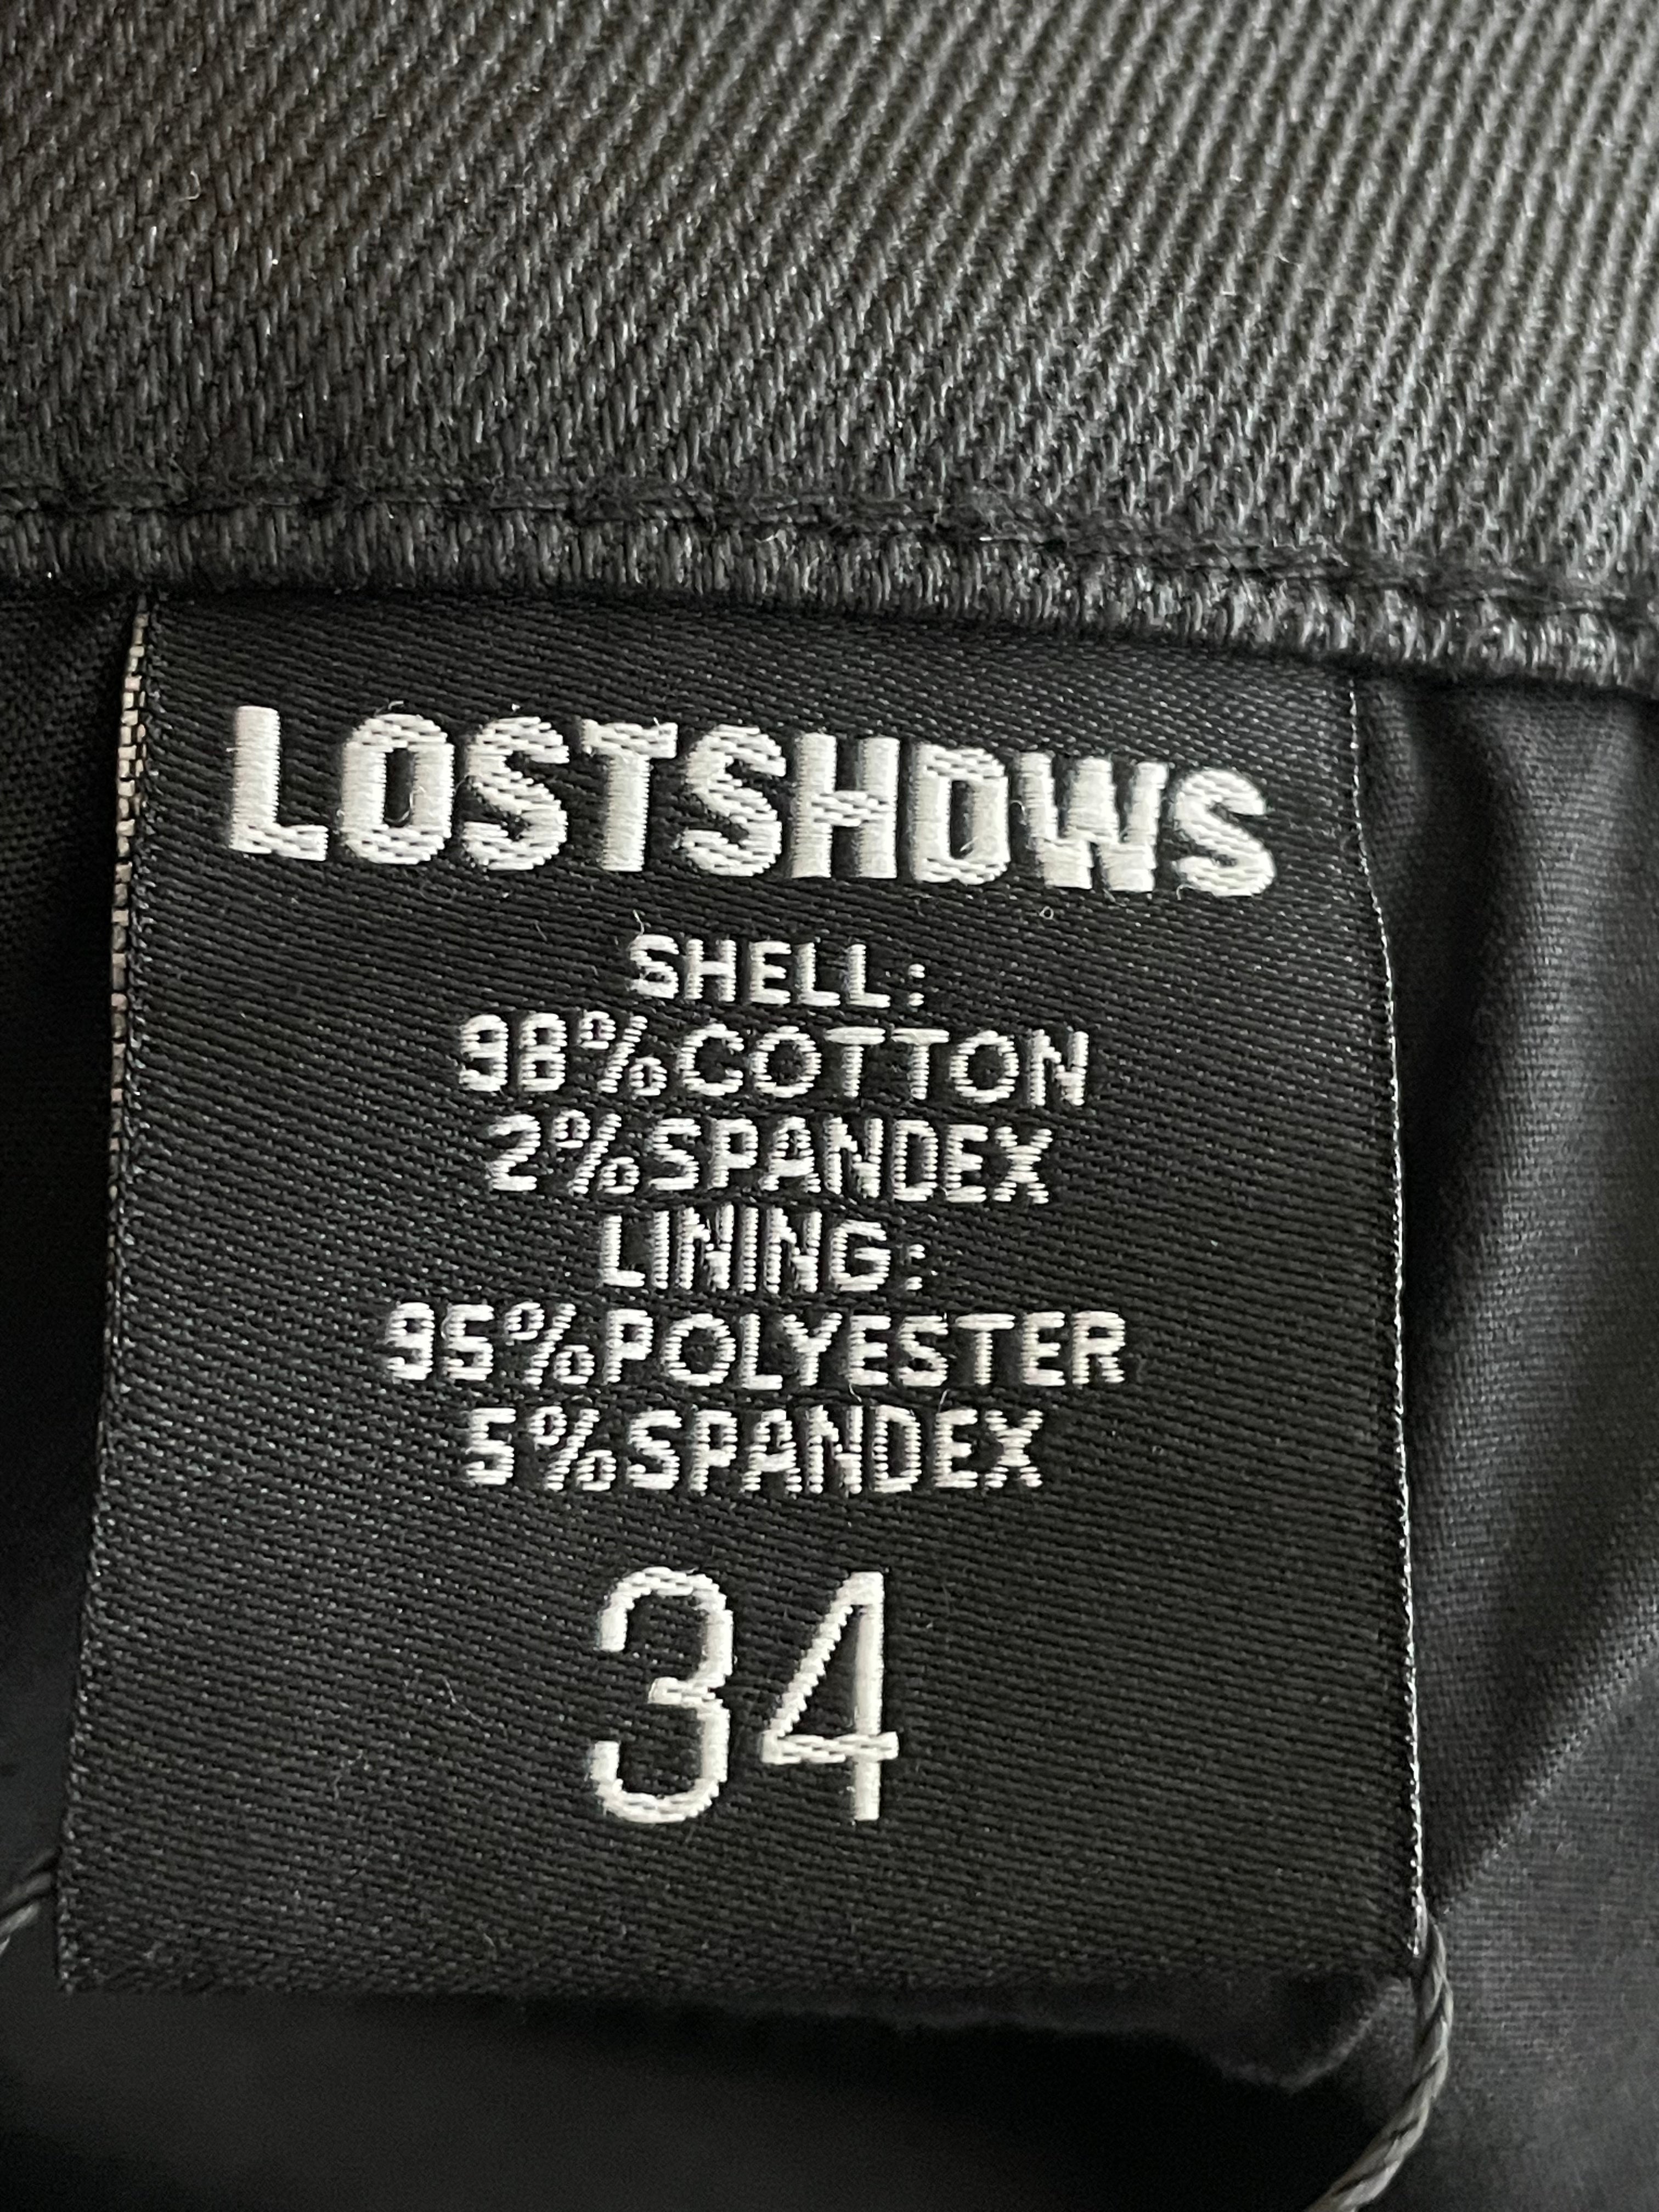 LOSTSHOWS
SHELL:
98%COTTON
2%SPANDEX
LINING:
95%POLYESTER
5%SPANDEX
34